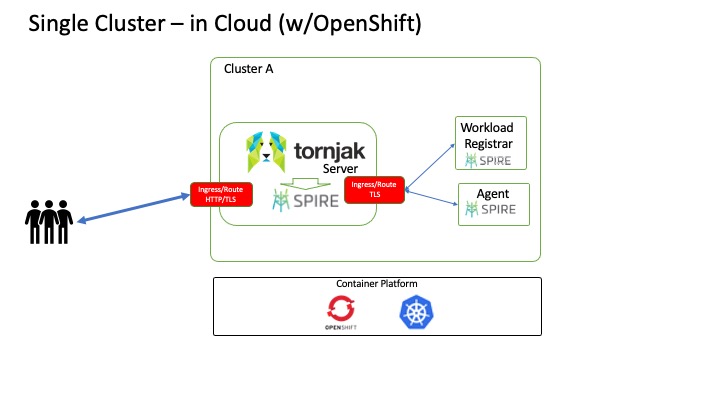 Single Cluster – in Cloud (w/OpenShift)
Cluster A
tornjak
Server
SPIRE
Ingress/Route
HTTP/TLS
Ingress/Route
TLS
Workload
Registrar
SPIRE
Agent
SPIRE
Container Platform
OPENSHIFT